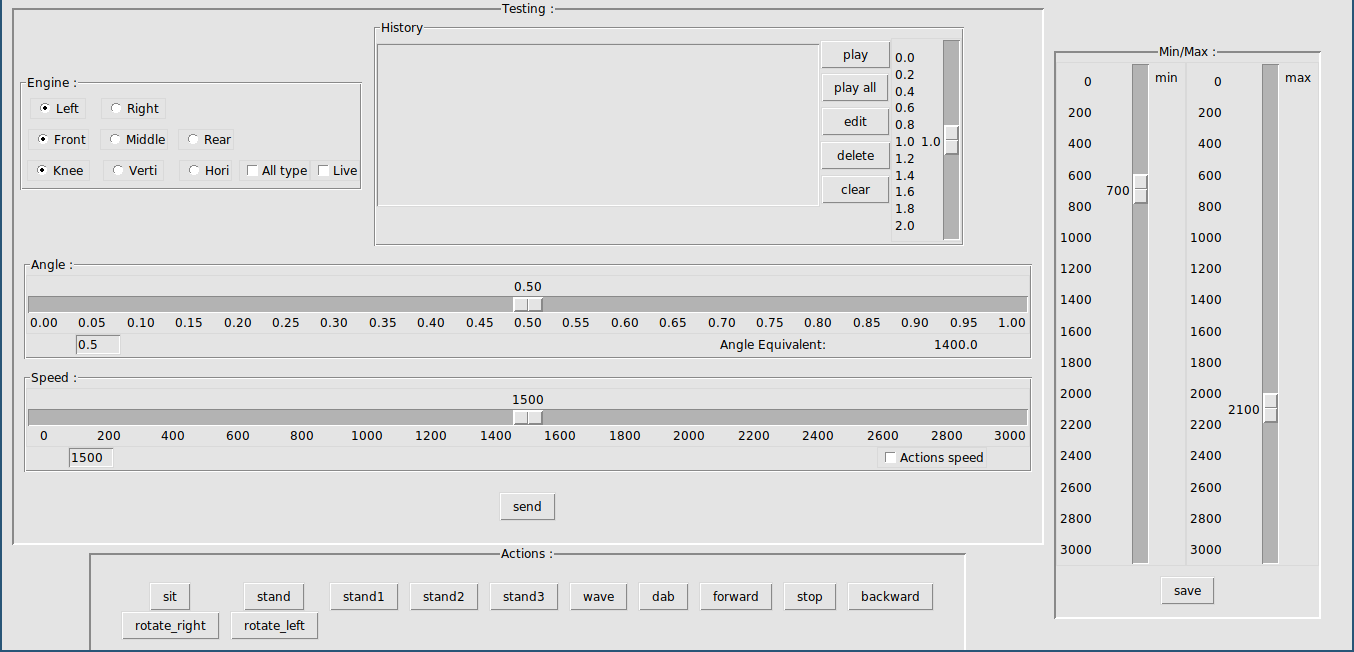 Testing :
History
play
play all
edit
delete
clear
0.0
0.2
0.4
0.6
0.8
1.0 1.0
1.2
1.4
1.6
1.8
2.0
Engine :
Left Right
Front Middle Rear
Knee Verti Hori All type Live
Angle :
0.50
0.00 0.05 0.10 0.15 0.20 0.25 0.30 0.35 0.40 0.45 0.50 0.55 0.60 0.65 0.70 0.75 0.80 0.85 0.90 0.95 1.00
0.5 Angle Equivalent: 1400.0
Speed :
1500
0 200 400 600 800 1000 1200 1400 1600 1800 2000 2200 2400 2600 2800 3000
1500 Actions speed
send
Actions :
sit stand stand1 stand2 stand3 wave dab forward stop backward
rotate_right rotate_left
Min/Max :
min
0
200
400
600
700
800
1000
1200
1400
1600
1800
2000
2200
2400
2600
2800
3000
max
0
200
400
600
800
1000
1200
1400
1600
1800
2000
2100
2200
2400
2600
2800
3000
save